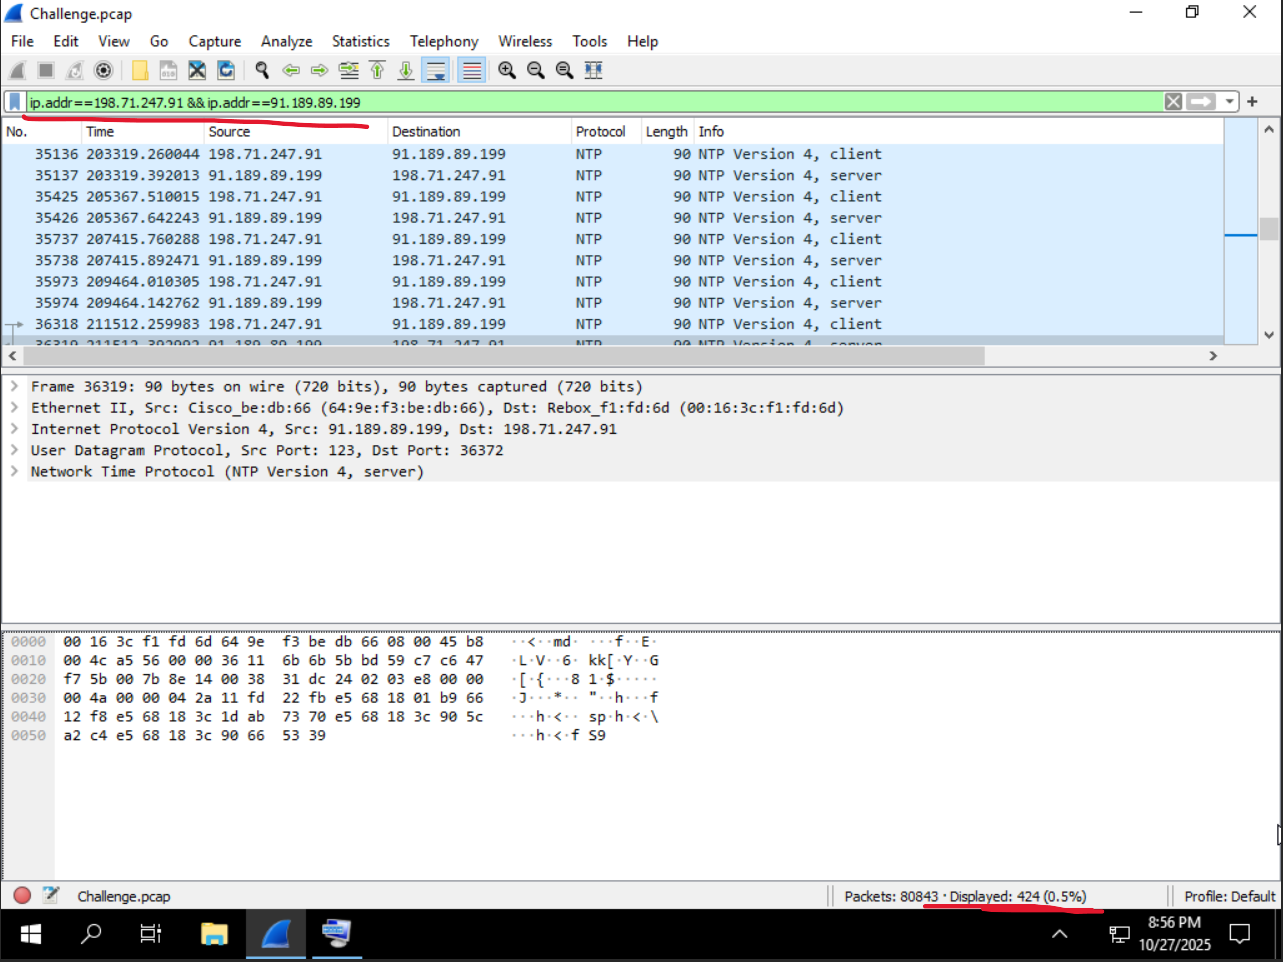 Challenge.pcap
File Edit View Go Capture Analyze Statistics Telephony Wireless Tools Help
ip.addr==198.71.247.91 && ip.addr==91.189.89.199
No. Time Source Destination Protocol Length Info
35136 203319.260044 198.71.247.91 91.189.89.199 NTP 90 NTP Version 4, client
35137 203319.392013 91.189.89.199 198.71.247.91 NTP 90 NTP Version 4, server
35425 205367.510015 198.71.247.91 91.189.89.199 NTP 90 NTP Version 4, client
35426 205367.642243 91.189.89.199 198.71.247.91 NTP 90 NTP Version 4, server
35737 207415.760288 198.71.247.91 91.189.89.199 NTP 90 NTP Version 4, client
35738 207415.892471 91.189.89.199 198.71.247.91 NTP 90 NTP Version 4, server
35973 209464.010305 198.71.247.91 91.189.89.199 NTP 90 NTP Version 4, client
35974 209464.142762 91.189.89.199 198.71.247.91 NTP 90 NTP Version 4, server
36318 211512.259983 198.71.247.91 91.189.89.199 NTP 90 NTP Version 4, client
36319 211512.392992 91.189.89.199 198.71.247.91 NTP 90 NTP Version 4, server
Frame 36319: 90 bytes on wire (720 bits), 90 bytes captured (720 bits)
Ethernet II, Src: Cisco_be:db:66 (64:9e:f3:be:db:66), Dst: Rebox_f1:fd:6d (00:16:3c:f1:fd:6d)
Internet Protocol Version 4, Src: 91.189.89.199, Dst: 198.71.247.91
User Datagram Protocol, Src Port: 123, Dst Port: 36372
Network Time Protocol (NTP Version 4, server)
0000 00 16 3c f1 fd 6d 64 9e f3 be db 66 08 00 45 b8 ··<··md· ···f··E·
0010 00 4c a5 56 00 00 36 11 6b 6b 5b bd 59 c7 c6 47 ·L·V··6· kk[·Y··G
0020 f7 5b 00 7b 8e 14 00 38 31 dc 24 02 03 e8 00 00 ·[·{···8 1·$·····
0030 00 4a 00 00 04 2a 11 fd 22 fb e5 68 18 01 b9 66 ·J···*·· "··h···f
0040 12 f8 e5 68 18 3c 1d ab 73 70 e5 68 18 3c 90 5c ···h·<·· sp·h·<·\
0050 a2 c4 e5 68 18 3c 90 66 53 39 ···h·<·f S9
Challenge.pcap Packets: 80843 · Displayed: 424 (0.5%) Profile: Default
8:56 PM
10/27/2025